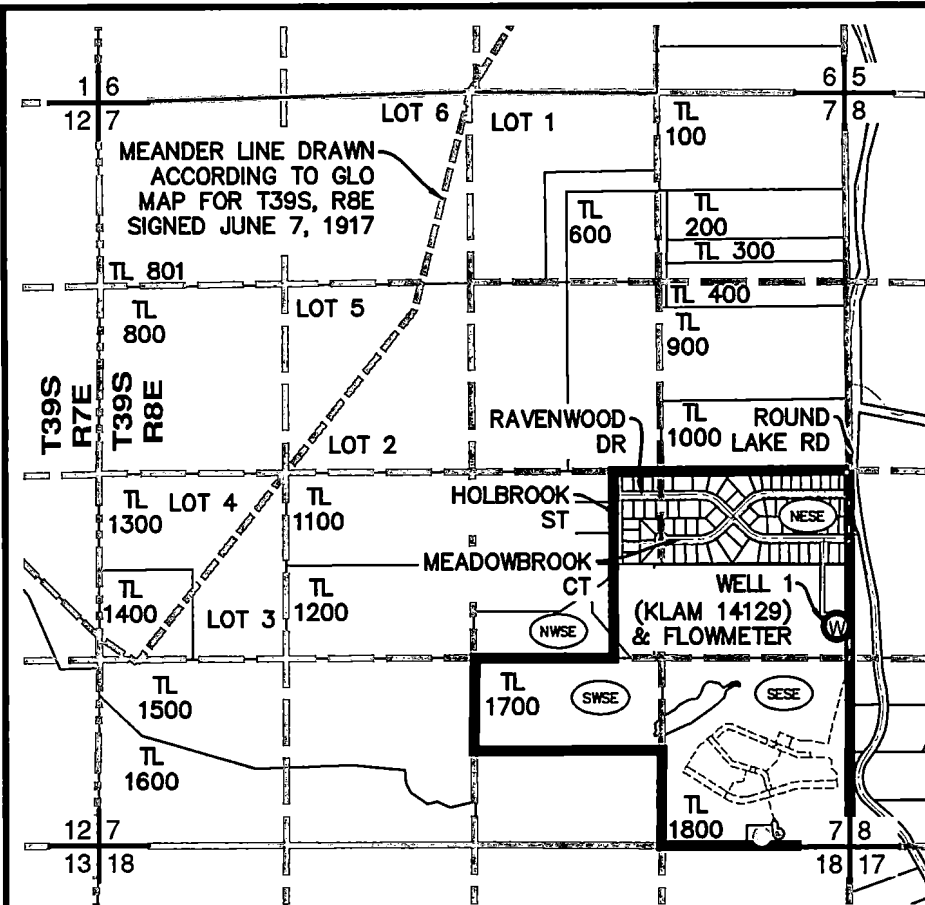 1 6
12 7
6 5
7 8
LOT 6
LOT 1
TL
100
MEANDER LINE DRAWN
ACCORDING TO GLO
MAP FOR T39S, R8E
SIGNED JUNE 7, 1917
TL
600
TL
200
TL 300
TL 801
TL
800
LOT 5
TL 400
TL
900
T39S
R7E
T39S
R8E
LOT 2
RAVENWOOD
DR
TL
1000
ROUND
LAKE RD
TL
1300
LOT 4
TL
1100
HOLBROOK
ST
NESE
MEADOWBROOK
CT
TL
1400
LOT 3
TL
1200
NWSE
WELL 1
(KLAM 14129)
& FLOWMETER
W
TL
1500
TL
1700
SWSE
SESE
TL
1600
TL
1800
12 7
13 18
7 8
18 17